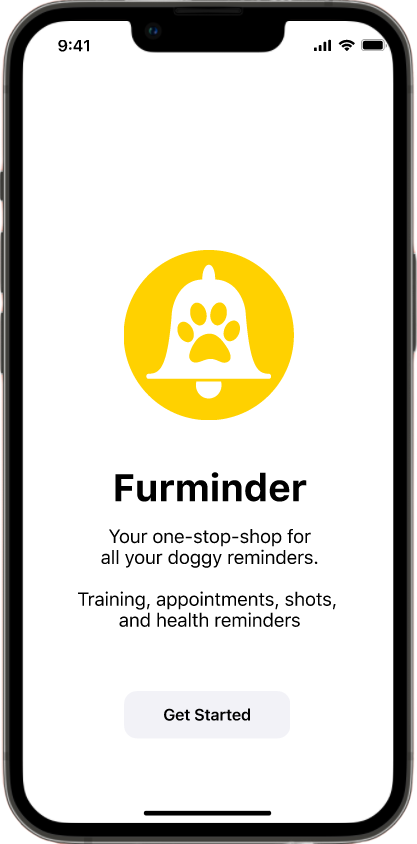 9:41
Furminder
Your one-stop-shop for
all your doggy reminders.
Training, appointments, shots,
and health reminders
Get Started